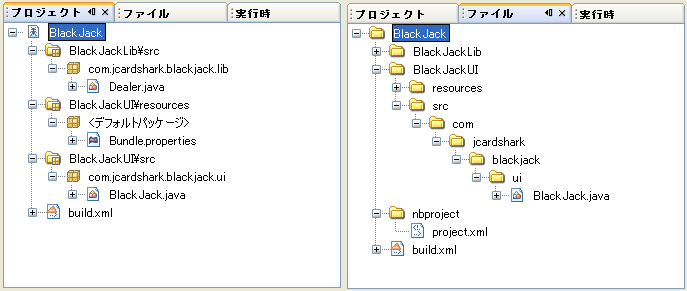 プロジェクト
ファイル
実行時
BlackJack
BlackJackLib¥src
com.jcardshark.blackjack.lib
Dealer.java
BlackJackUI¥resources
<デフォルトパッケージ>
Bundle.properties
BlackJackUI¥src
com.jcardshark.blackjack.ui
BlackJack.java
build.xml
プロジェクト
ファイル
実行時
BlackJack
BlackJackLib
BlackJackUI
resources
src
com
jcardshark
blackjack
ui
BlackJack.java
nbproject
project.xml
build.xml